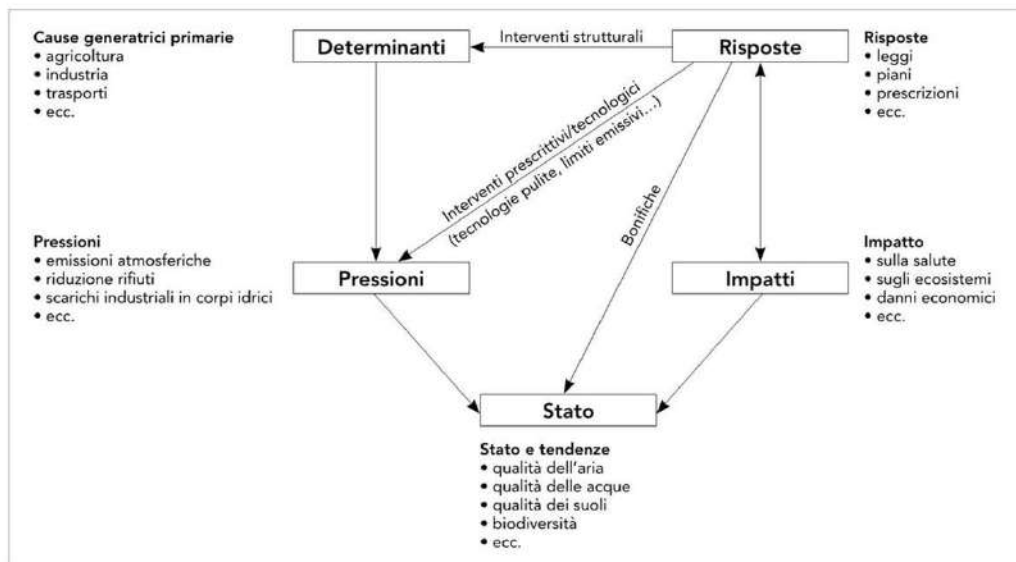 Cause generatrici primarie
• agricoltura
• industria
• trasporti
• ecc.
Determinanti
Interventi strutturali
Risposte
Risposte
• leggi
• piani
• prescrizioni
• ecc.
Interventi prescrittivi/tecnologici
(tecnologie pulite, limiti emissivi...)
Bonifiche
Pressioni
• emissioni atmosferiche
• riduzione rifiuti
• scarichi industriali in corpi idrici
• ecc.
Pressioni
Impatti
Impatto
• sulla salute
• sugli ecosistemi
• danni economici
• ecc.
Stato
Stato e tendenze
• qualità dell'aria
• qualità delle acque
• qualità dei suoli
• biodiversità
• ecc.